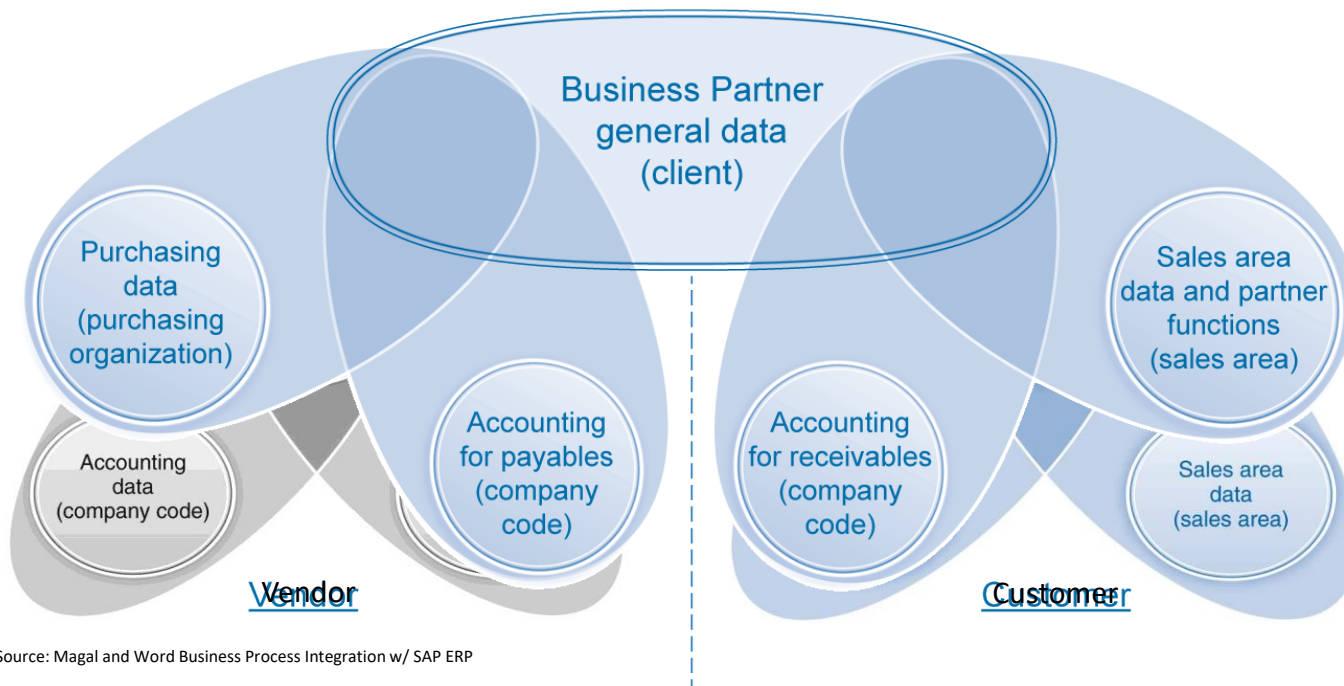 Business Partner
general data
(client)
Purchasing
data
(purchasing
organization)
Sales area
data and partner
functions
(sales area)
Accounting
for payables
(company
code)
Accounting
for receivables
(company
code)
Accounting
data
(company code)
Sales area
data
(sales area)
Vendor
Vendor
Customer
Customer
Source: Magal and Word Business Process Integration w/ SAP ERP